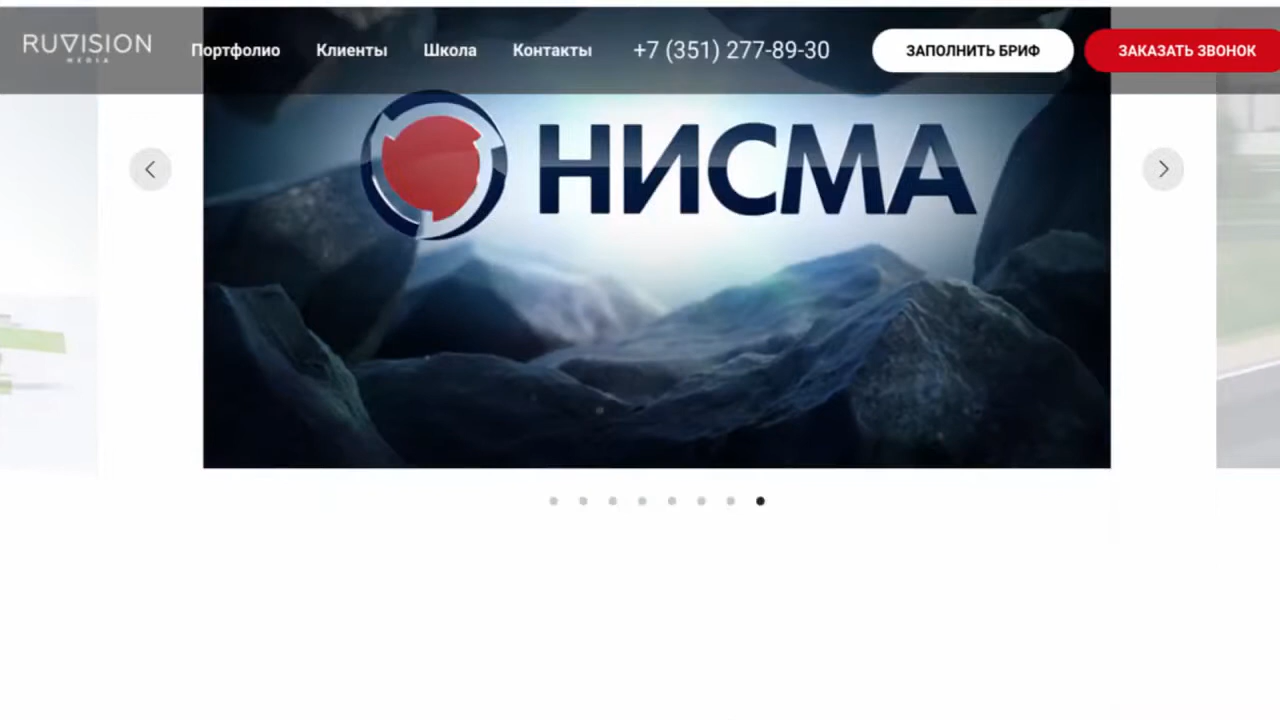 RUVISION
MEDIA
Портфолио
Клиенты
Школа
Контакты
+7 (351) 277-89-30
ЗАПОЛНИТЬ БРИФ
ЗАКАЗАТЬ ЗВОНОК
НИСМА